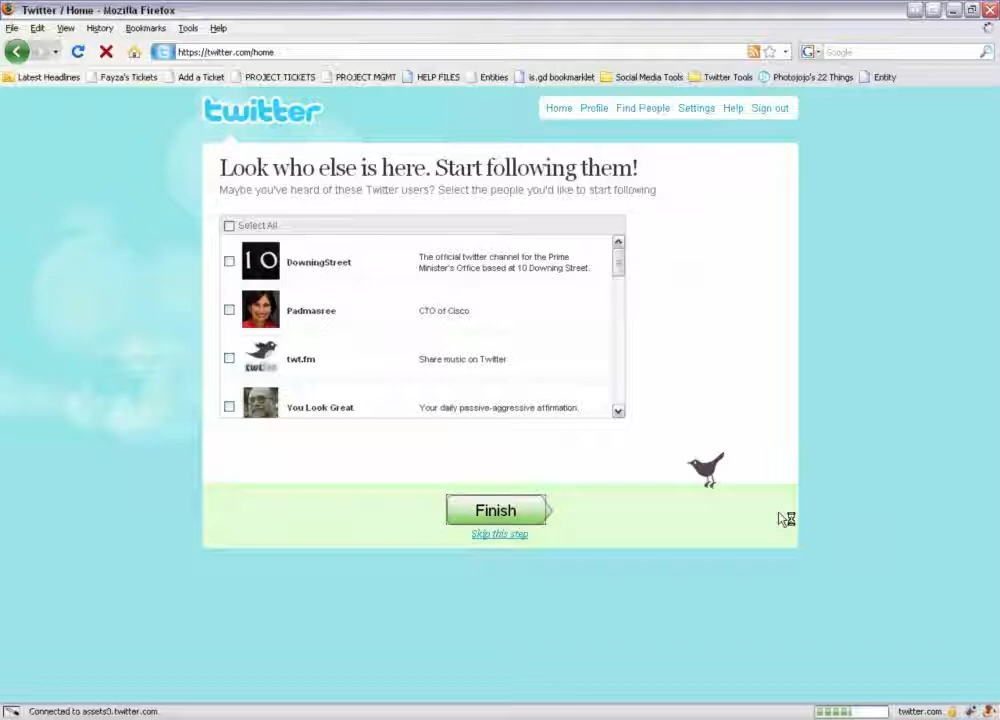 Twitter / Home - Mozilla Firefox
File Edit View History Bookmarks Tools Help
https://twitter.com/home
G Google
Latest Headlines Fayza's Tickets Add a Ticket PROJECT TICKETS PROJECT MGMT HELP FILES Entities is.gd bookmarklet Social Media Tools Twitter Tools Photojojo's 22 Things Entity
twitter
Home Profile Find People Settings Help Sign out
Look who else is here. Start following them!
Maybe you've heard of these Twitter users? Select the people you'd like to start following
Select All
10
DowningStreet
The official twitter channel for the Prime
Minister's Office based at 10 Downing Street.
Padmasree
CTO of Cisco
twt.fm
Share music on Twitter
You Look Great
Your daily passive-aggressive affirmation.
Finish
Skip this step
Connected to assets0.twitter.com
twitter.com